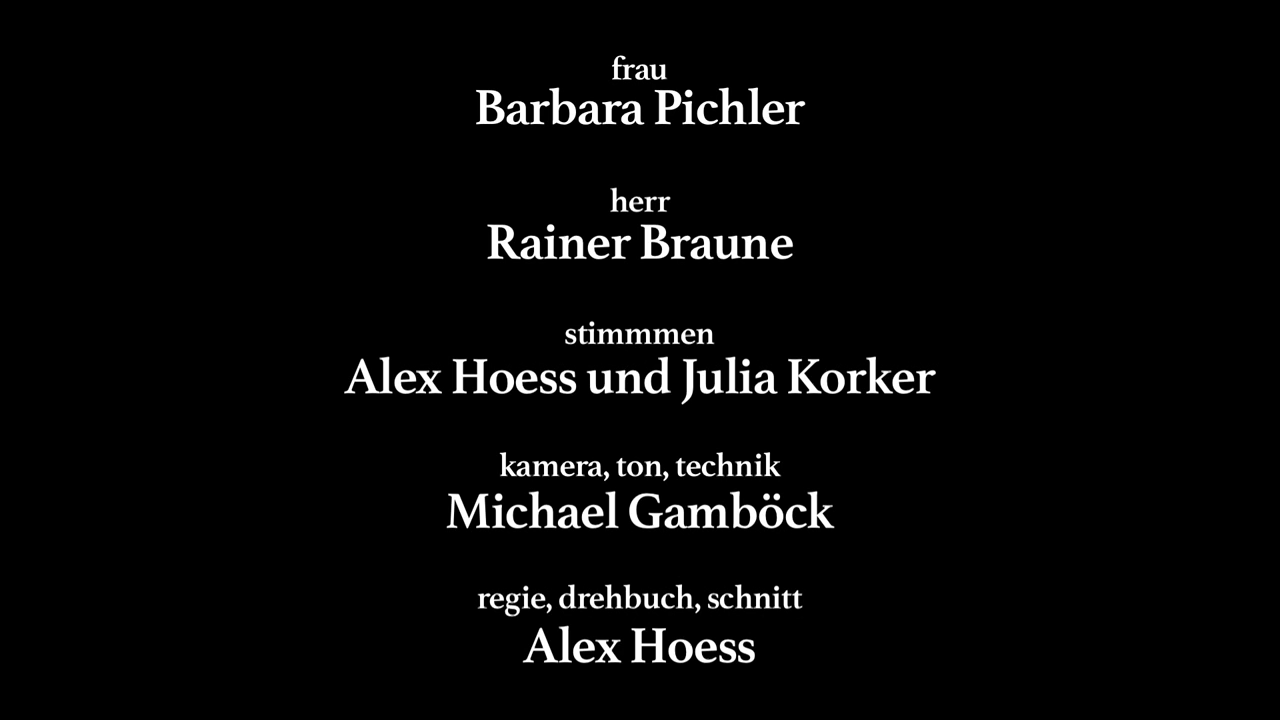 frau
Barbara Pichler
herr
Rainer Braune
stimmmen
Alex Hoess und Julia Korker
kamera, ton, technik
Michael Gamböck
regie, drehbuch, schnitt
Alex Hoess